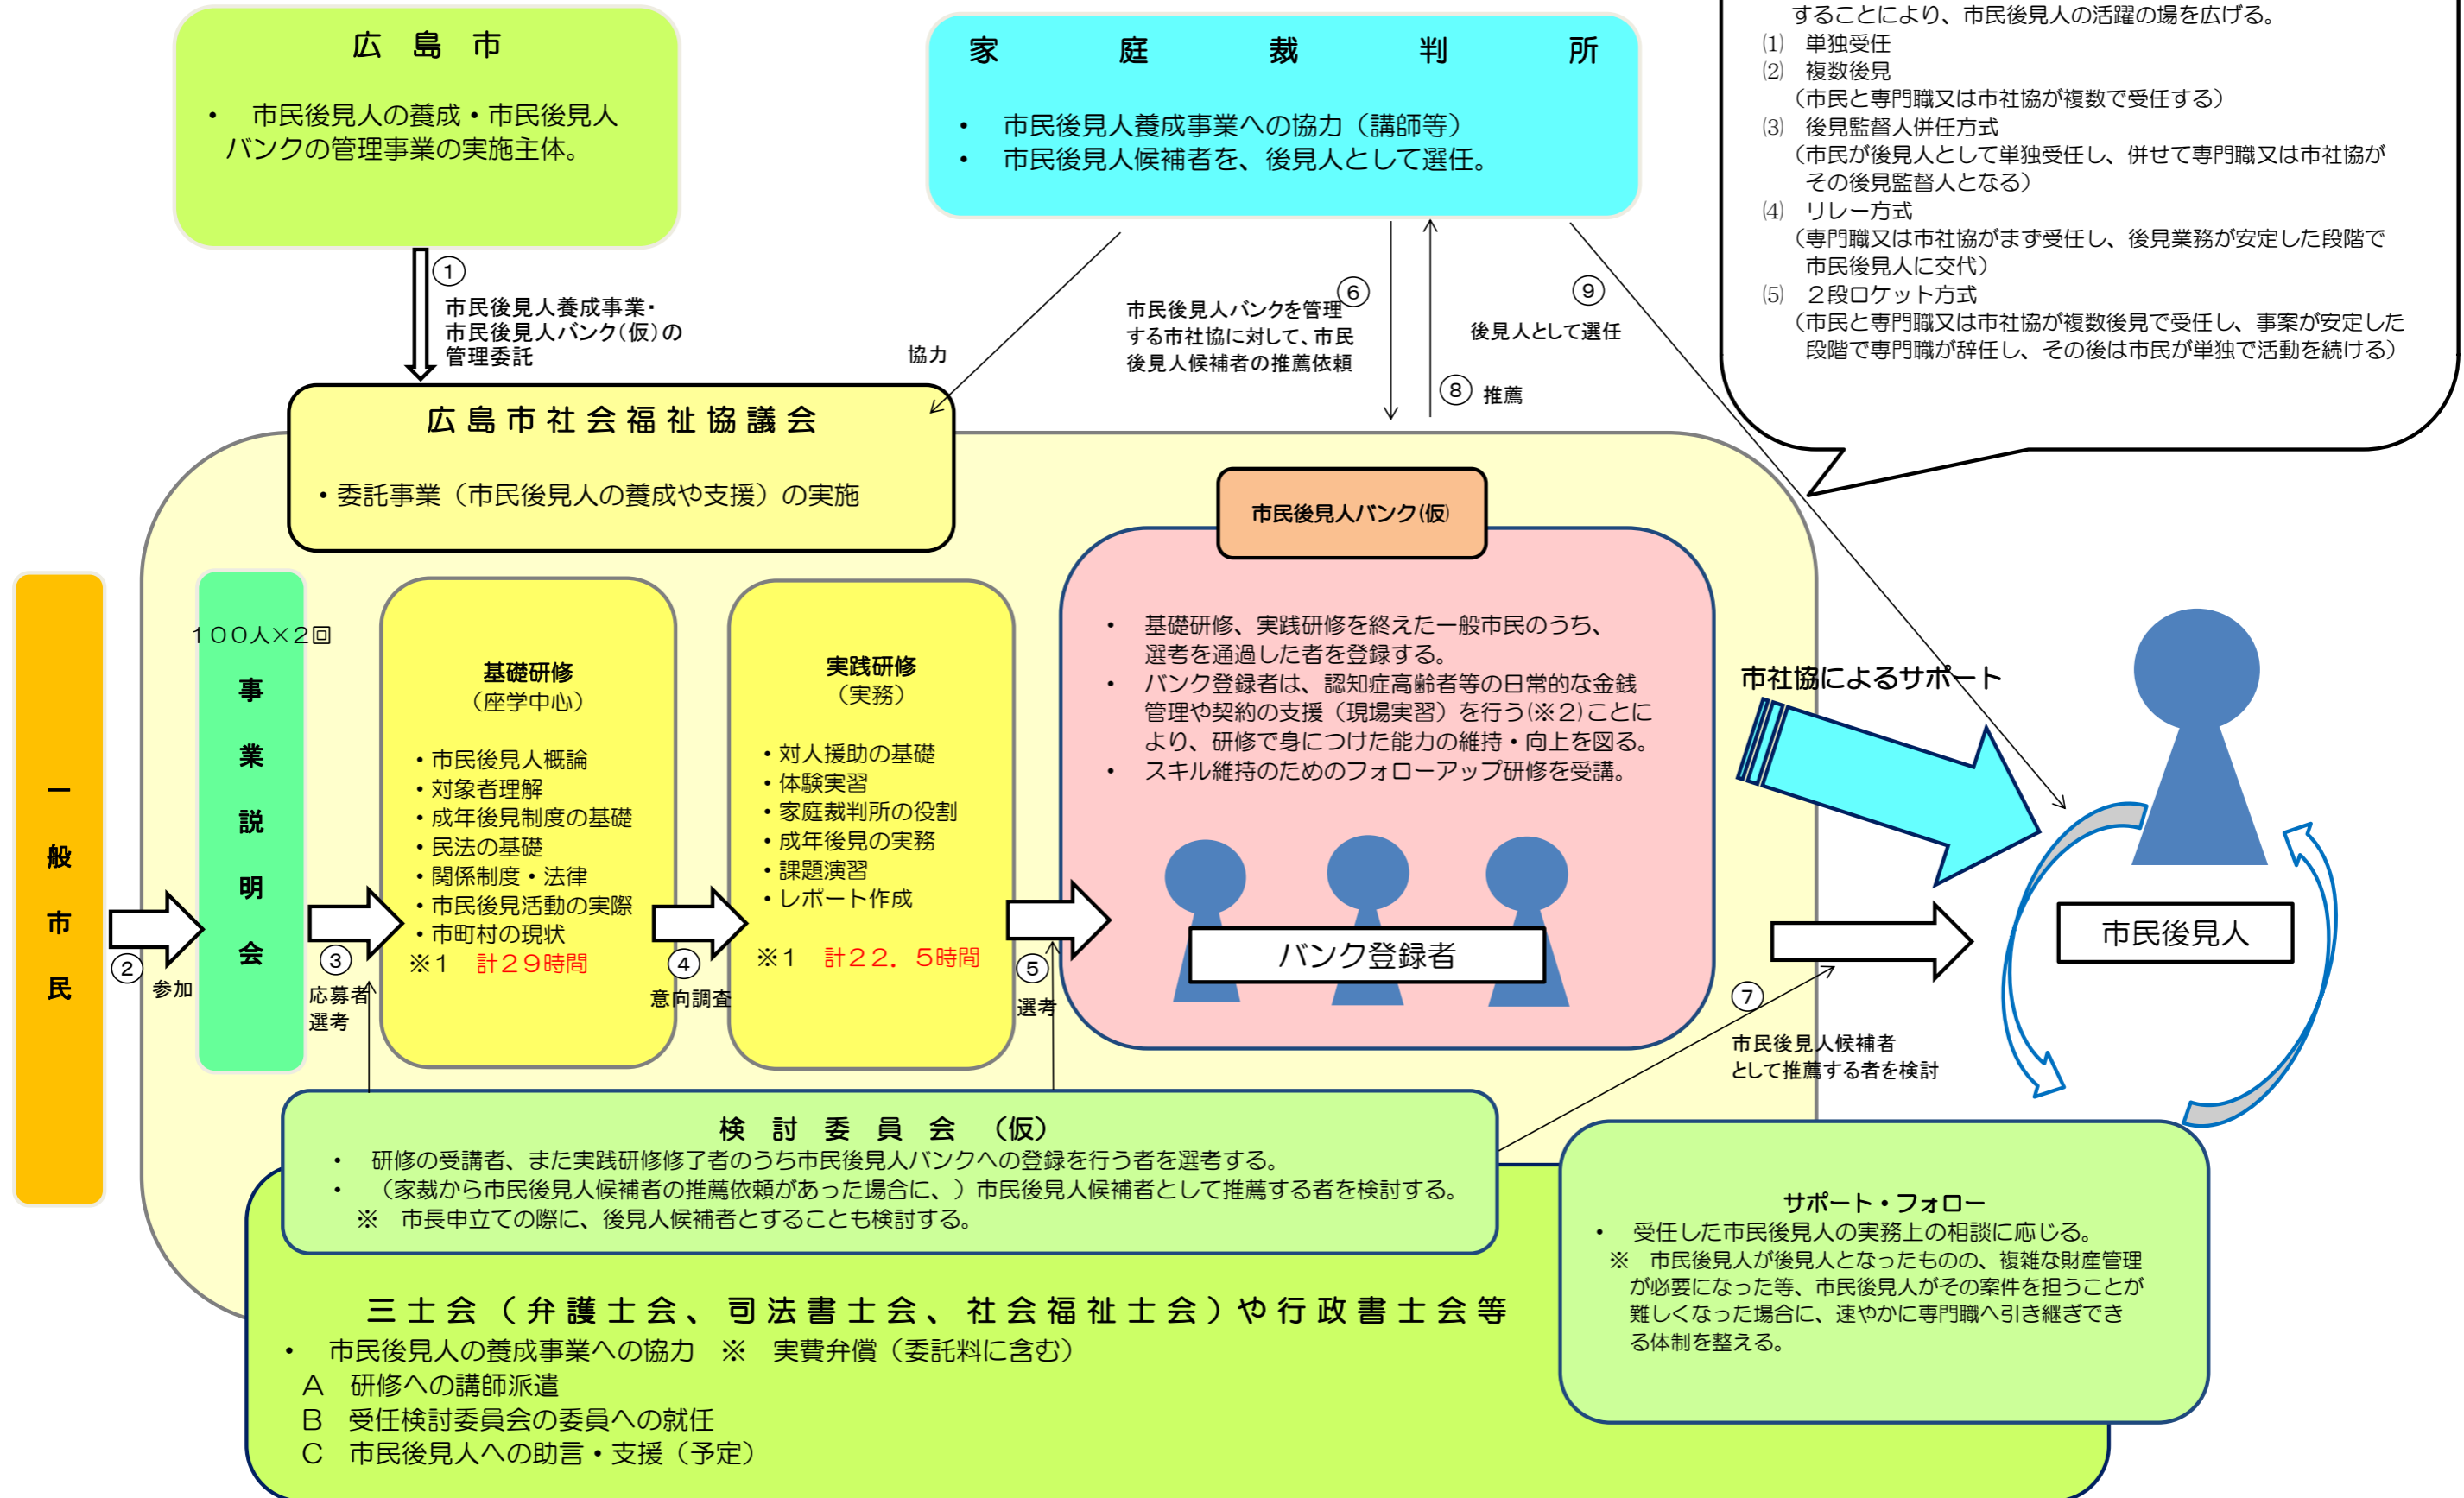 広島市
・ 市民後見人の養成・市民後見人
バンクの管理事業の実施主体。
家庭裁判所
・ 市民後見人養成事業への協力（講師等）
・ 市民後見人候補者を、後見人として選任。
することにより、市民後見人の活躍の場を広げる。
⑴ 単独受任
⑵ 複数後見
（市民と専門職又は市社協が複数で受任する）
⑶ 後見監督人併任方式
（市民が後見人として単独受任し、併せて専門職又は市社協が
その後見監督人となる）
⑷ リレー方式
（専門職又は市社協がまず受任し、後見業務が安定した段階で
市民後見人に交代）
⑸ ２段ロケット方式
（市民と専門職又は市社協が複数後見で受任し、事案が安定した
段階で専門職が辞任し、その後は市民が単独で活動を続ける）
①
市民後見人養成事業・
市民後見人バンク(仮)の
管理委託
協力
⑥
市民後見人バンクを管理
する市社協に対して、市民
後見人候補者の推薦依頼
⑧ 推薦
⑨
後見人として選任
広島市社会福祉協議会
・委託事業（市民後見人の養成や支援）の実施
市民後見人バンク(仮)
・ 基礎研修、実践研修を終えた一般市民のうち、
選考を通過した者を登録する。
・ バンク登録者は、認知症高齢者等の日常的な金銭
管理や契約の支援（現場実習）を行う(※２)ことに
より、研修で身につけた能力の維持・向上を図る。
・ スキル維持のためのフォローアップ研修を受講。
バンク登録者
一般市民
② 参加
１００人×２回
事業説明会
③
応募者
選考
基礎研修
（座学中心）
・市民後見人概論
・対象者理解
・成年後見制度の基礎
・民法の基礎
・関係制度・法律
・市民後見活動の実際
・市町村の現状
※１ 計２９時間
④
意向調査
実践研修
（実務）
・対人援助の基礎
・体験実習
・家庭裁判所の役割
・成年後見の実務
・課題演習
・レポート作成
※１ 計２２．５時間
⑤
選考
市社協によるサポート
市民後見人
⑦
市民後見人候補者
として推薦する者を検討
検討委員会（仮）
・ 研修の受講者、また実践研修修了者のうち市民後見人バンクへの登録を行う者を選考する。
・ （家裁から市民後見人候補者の推薦依頼があった場合に、）市民後見人候補者として推薦する者を検討する。
※ 市長申立ての際に、後見人候補者とすることも検討する。
サポート・フォロー
・ 受任した市民後見人の実務上の相談に応じる。
※ 市民後見人が後見人となったものの、複雑な財産管理
が必要になった等、市民後見人がその案件を担うことが
難しくなった場合に、速やかに専門職へ引き継ぎでき
る体制を整える。
三士会（弁護士会、司法書士会、社会福祉士会）や行政書士会等
・ 市民後見人の養成事業への協力 ※ 実費弁償（委託料に含む）
Ａ 研修への講師派遣
Ｂ 受任検討委員会の委員への就任
Ｃ 市民後見人への助言・支援（予定）